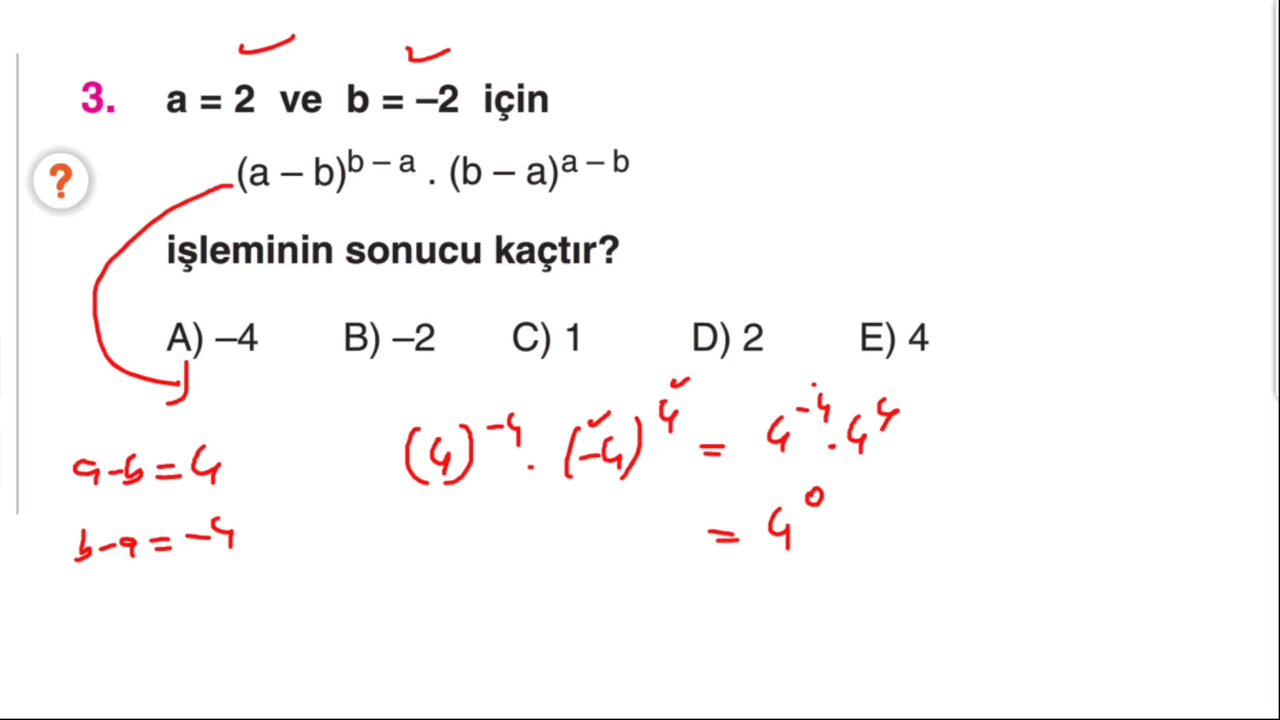 3. a = 2 ve b = –2 için
?
(a – b)^b – a . (b – a)^a – b
işleminin sonucu kaçtır?
A) –4 B) –2 C) 1 D) 2 E) 4
(4)^-4 . (-4)^4 = 4^-4 . 4^4
a-b = 4
= 4^0
b-a = -4